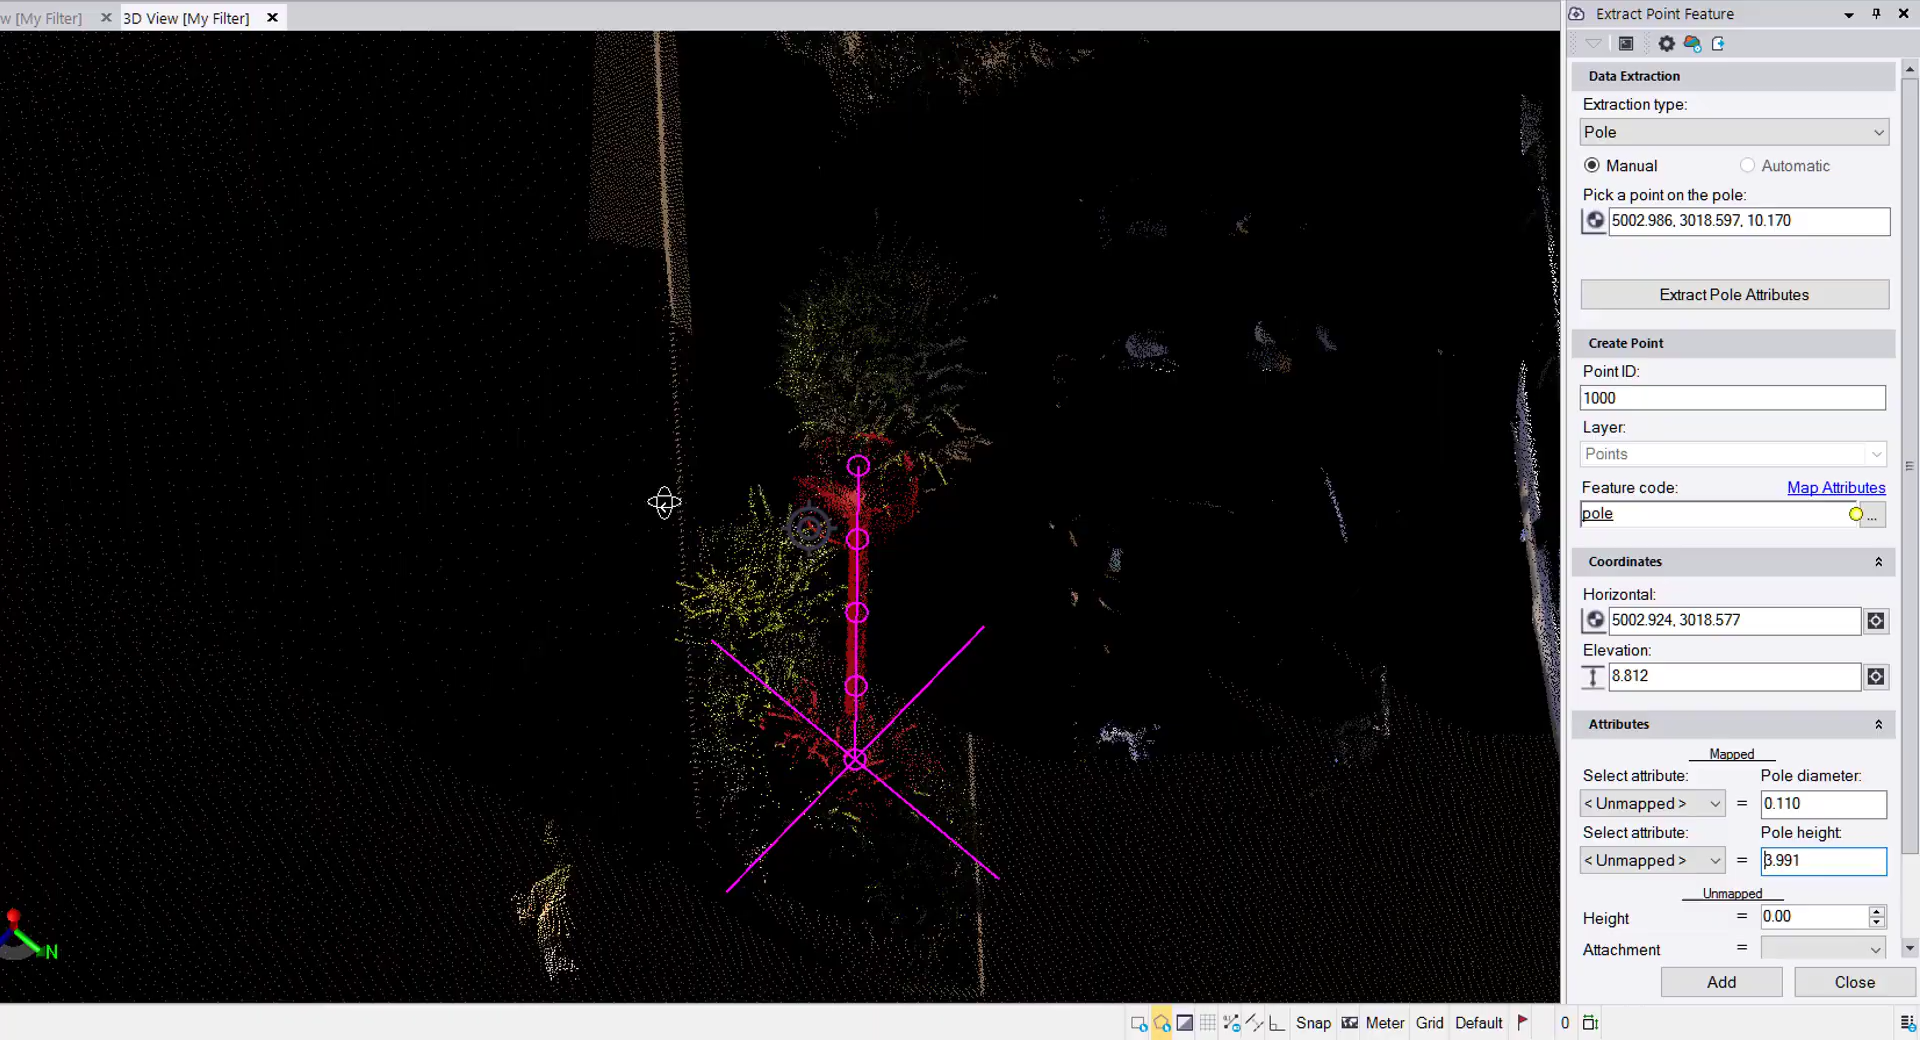 w [My Filter]
3D View [My Filter]
Extract Point Feature
Data Extraction
Extraction type:
Pole
Manual
Automatic
Pick a point on the pole:
5002.986, 3018.597, 10.170
Extract Pole Attributes
Create Point
Point ID:
1000
Layer:
Points
Feature code:
Map Attributes
pole
...
Coordinates
Horizontal:
5002.924, 3018.577
Elevation:
8.812
Attributes
Mapped
Select attribute:
Pole diameter:
< Unmapped >
=
0.110
Select attribute:
Pole height:
< Unmapped >
=
3.991
Unmapped
Height
=
0.00
Attachment
=
Add
Close
N
Snap
Meter
Grid
Default
0